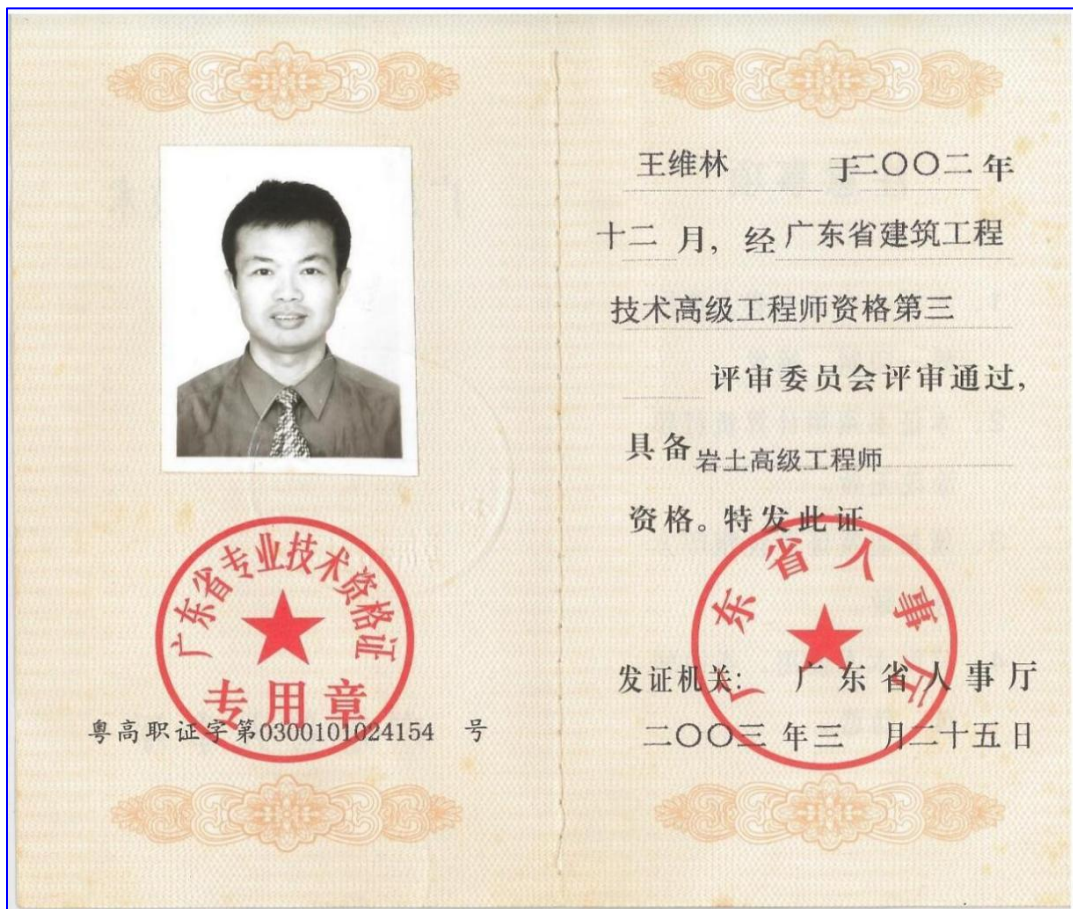 广东省专业技术资格证
专用章
粤高职证字第0300101024154 号
王维林 于二〇〇二年
十二 月，经广东省建筑工程
技术高级工程师资格第三
评审委员会评审通过，
具备岩土高级工程师
资格。特发此证
广东省人事厅
发证机关： 广东省人事厅
二〇〇三年三 月二十五日